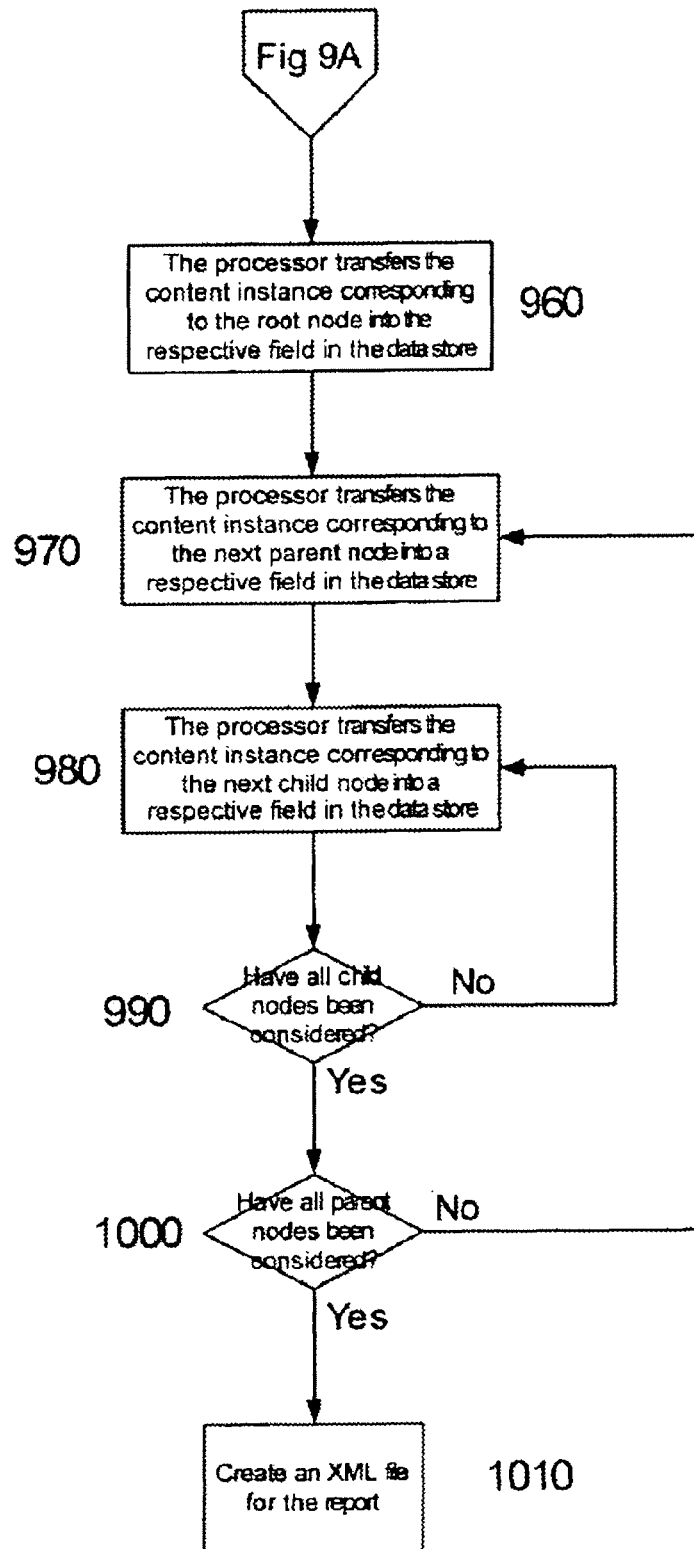 Fig 9A
The processor transfers the
content instance corresponding
to the root node into the
respective field in the data store
960
The processor transfers the
content instance corresponding to
the next parent node into a
respective field in the data store
970
The processor transfers the
content instance corresponding to
the next child node into a
respective field in the data store
980
Have all child
nodes been
considered?
990
No
Yes
Have all parent
nodes been
considered?
1000
No
Yes
Create an XML file
for the report
1010